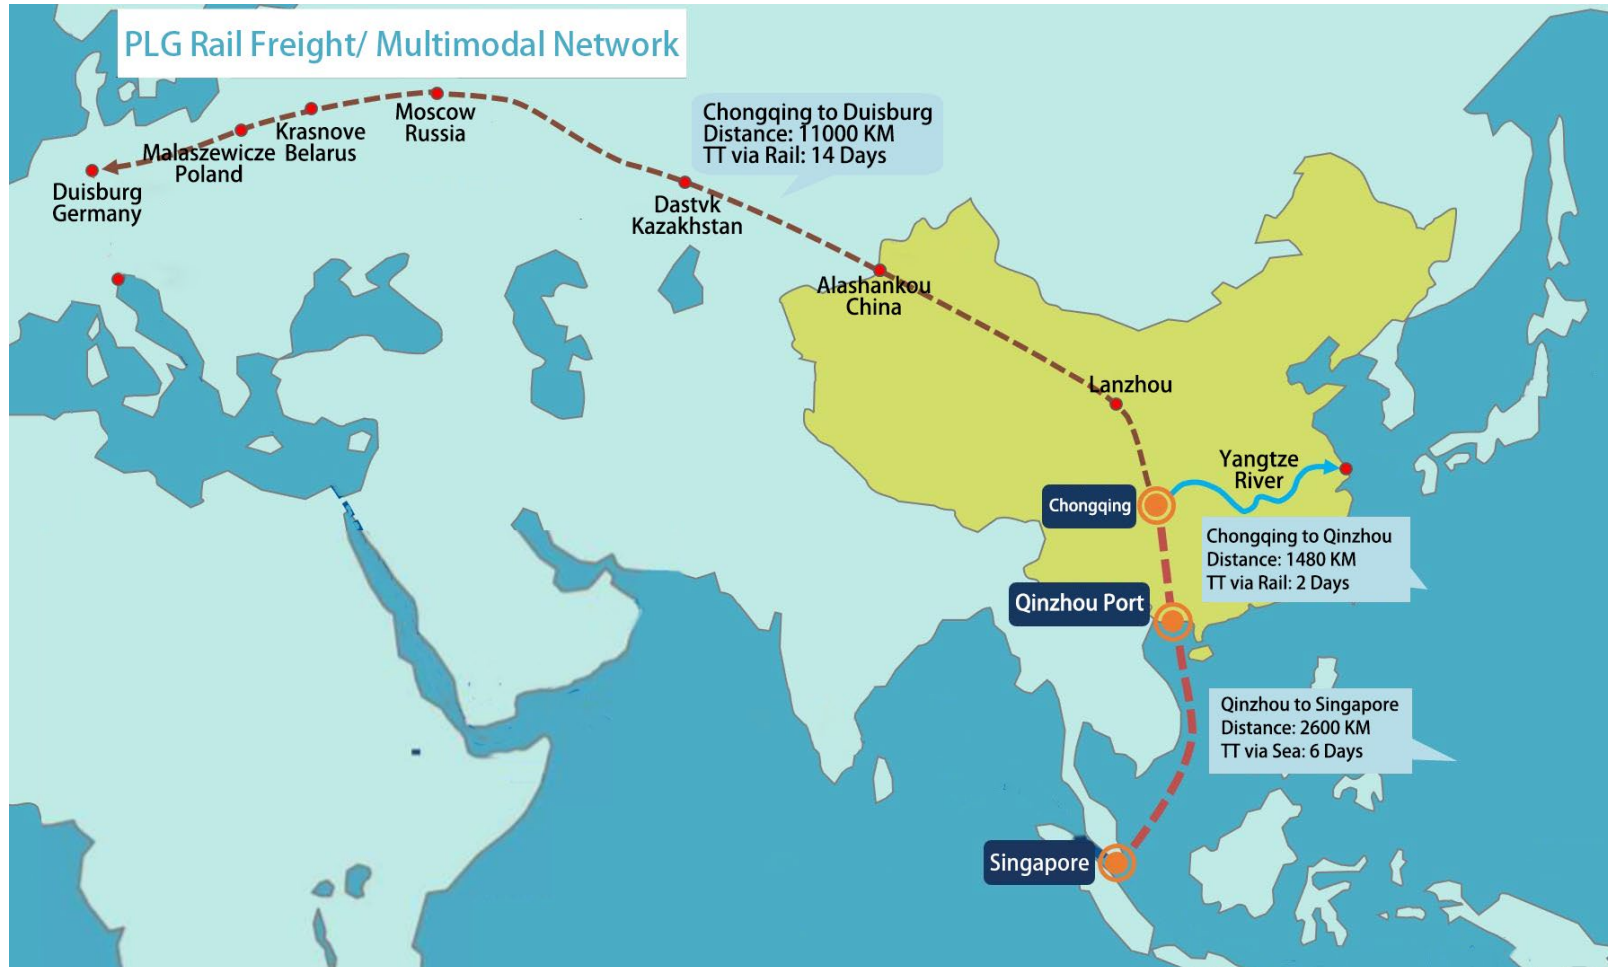 PLG Rail Freight/ Multimodal Network
Moscow
Russia
Krasnove
Belarus
Malaszewicze
Poland
Duisburg
Germany
Chongqing to Duisburg
Distance: 11000 KM
TT via Rail: 14 Days
Dastvk
Kazakhstan
Alashankou
China
Lanzhou
Yangtze
River
Chongqing
Chongqing to Qinzhou
Distance: 1480 KM
TT via Rail: 2 Days
Qinzhou Port
Qinzhou to Singapore
Distance: 2600 KM
TT via Sea: 6 Days
Singapore